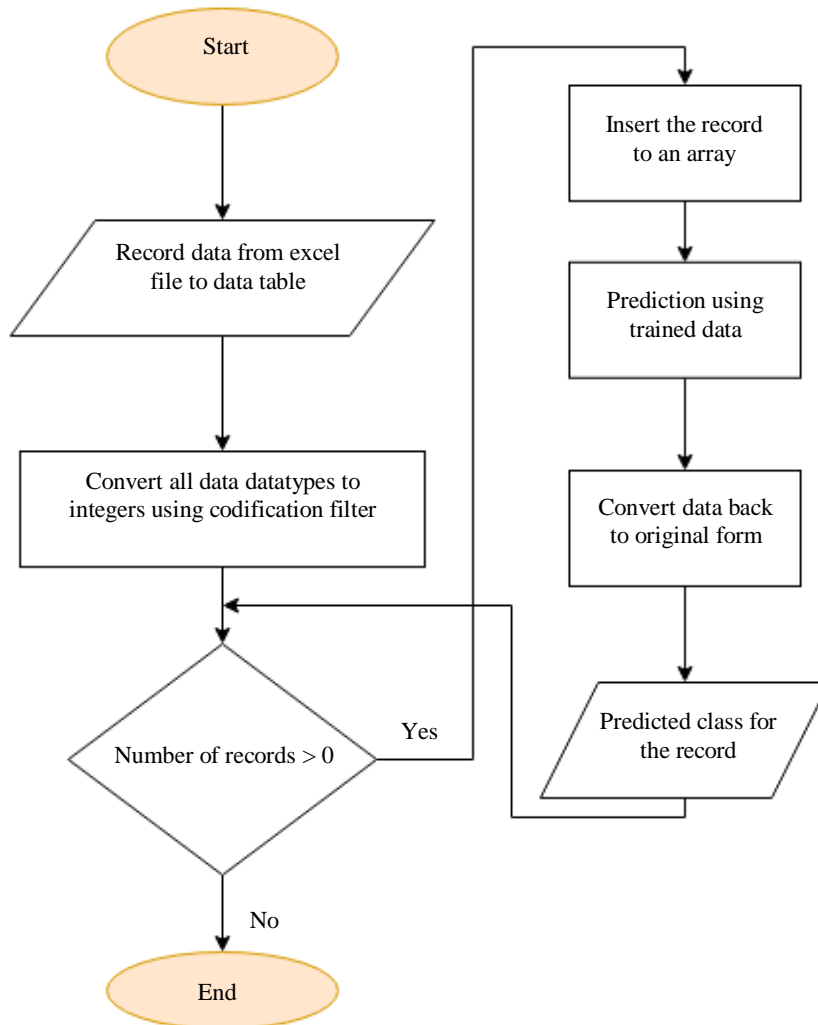 Start
Record data from excel
file to data table
Convert all data datatypes to
integers using codification filter
Number of records > 0
Yes
No
End
Insert the record
to an array
Prediction using
trained data
Convert data back
to original form
Predicted class for
the record